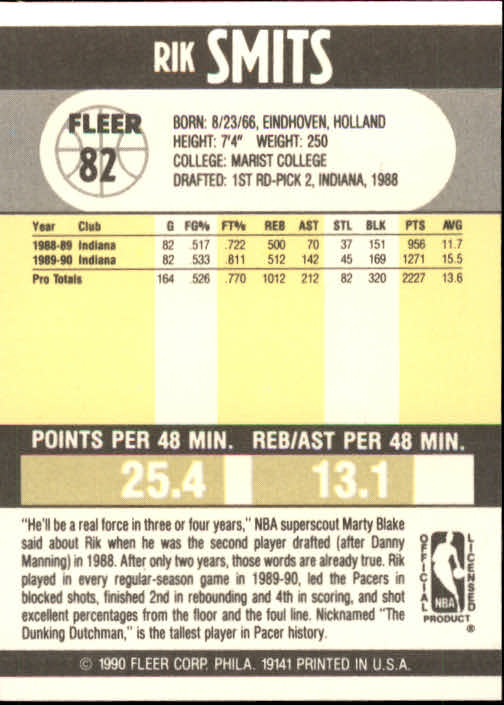 RIK SMITS
FLEER
82
BORN: 8/23/66, EINDHOVEN, HOLLAND
HEIGHT: 7'4" WEIGHT: 250
COLLEGE: MARIST COLLEGE
DRAFTED: 1ST RD-PICK 2, INDIANA, 1988
Year Club G FG% FT% REB AST STL BLK PTS AVG
1988-89 Indiana 82 .517 .722 500 70 37 151 956 11.7
1989-90 Indiana 82 .533 .811 512 142 45 169 1271 15.5
Pro Totals 164 .526 .770 1012 212 82 320 2227 13.6
POINTS PER 48 MIN. REB/AST PER 48 MIN.
25.4 13.1
"He'll be a real force in three or four years," NBA superscout Marty Blake
said about Rik when he was the second player drafted (after Danny
Manning) in 1988. After only two years, those words are already true. Rik
played in every regular-season game in 1989-90, led the Pacers in
blocked shots, finished 2nd in rebounding and 4th in scoring, and shot
excellent percentages from the floor and the foul line. Nicknamed "The
Dunking Dutchman," is the tallest player in Pacer history.
OFFICIAL LICENSED
NBA
PRODUCT ®
© 1990 FLEER CORP. PHILA. 19141 PRINTED IN U.S.A.